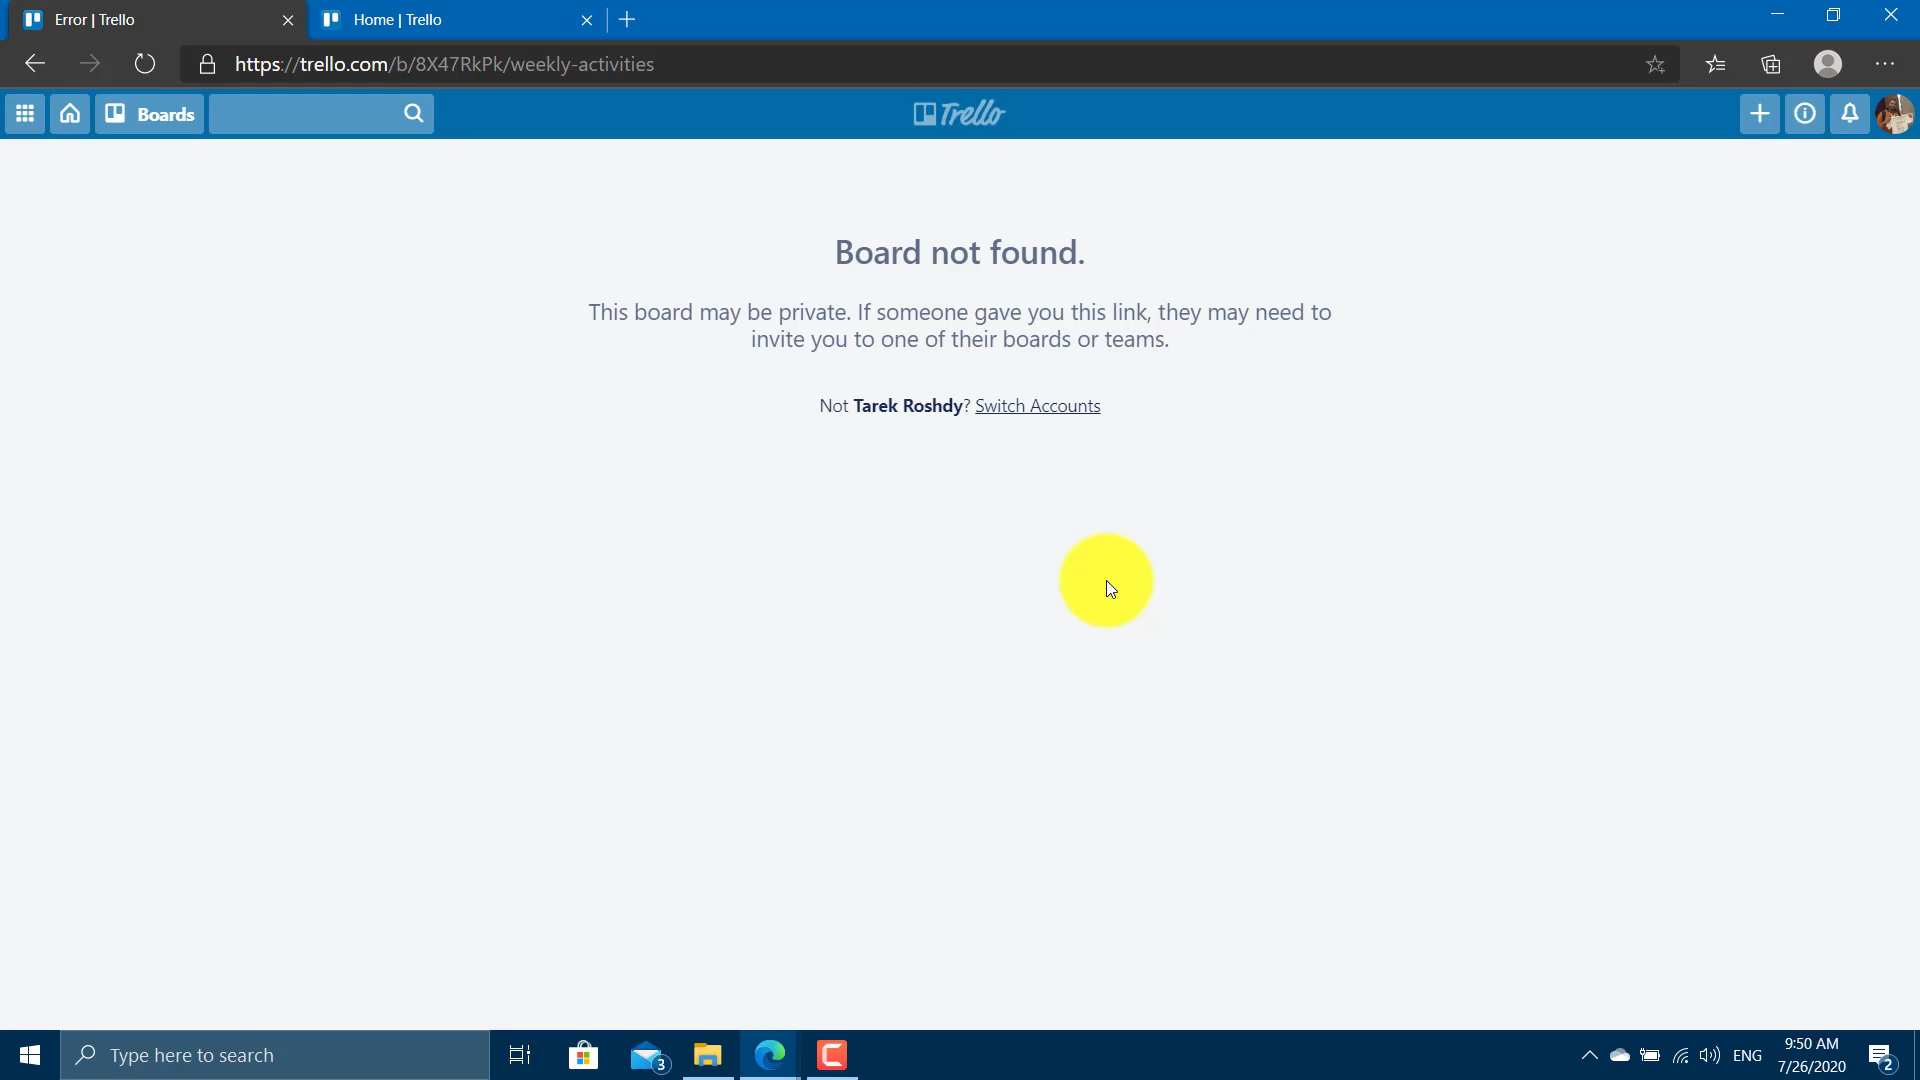 Error | Trello
Home | Trello
https://trello.com/b/8X47RkPk/weekly-activities
Boards
Trello
Board not found.
This board may be private. If someone gave you this link, they may need to
invite you to one of their boards or teams.
Not Tarek Roshdy? Switch Accounts
Type here to search
3
ENG
9:50 AM
7/26/2020
2